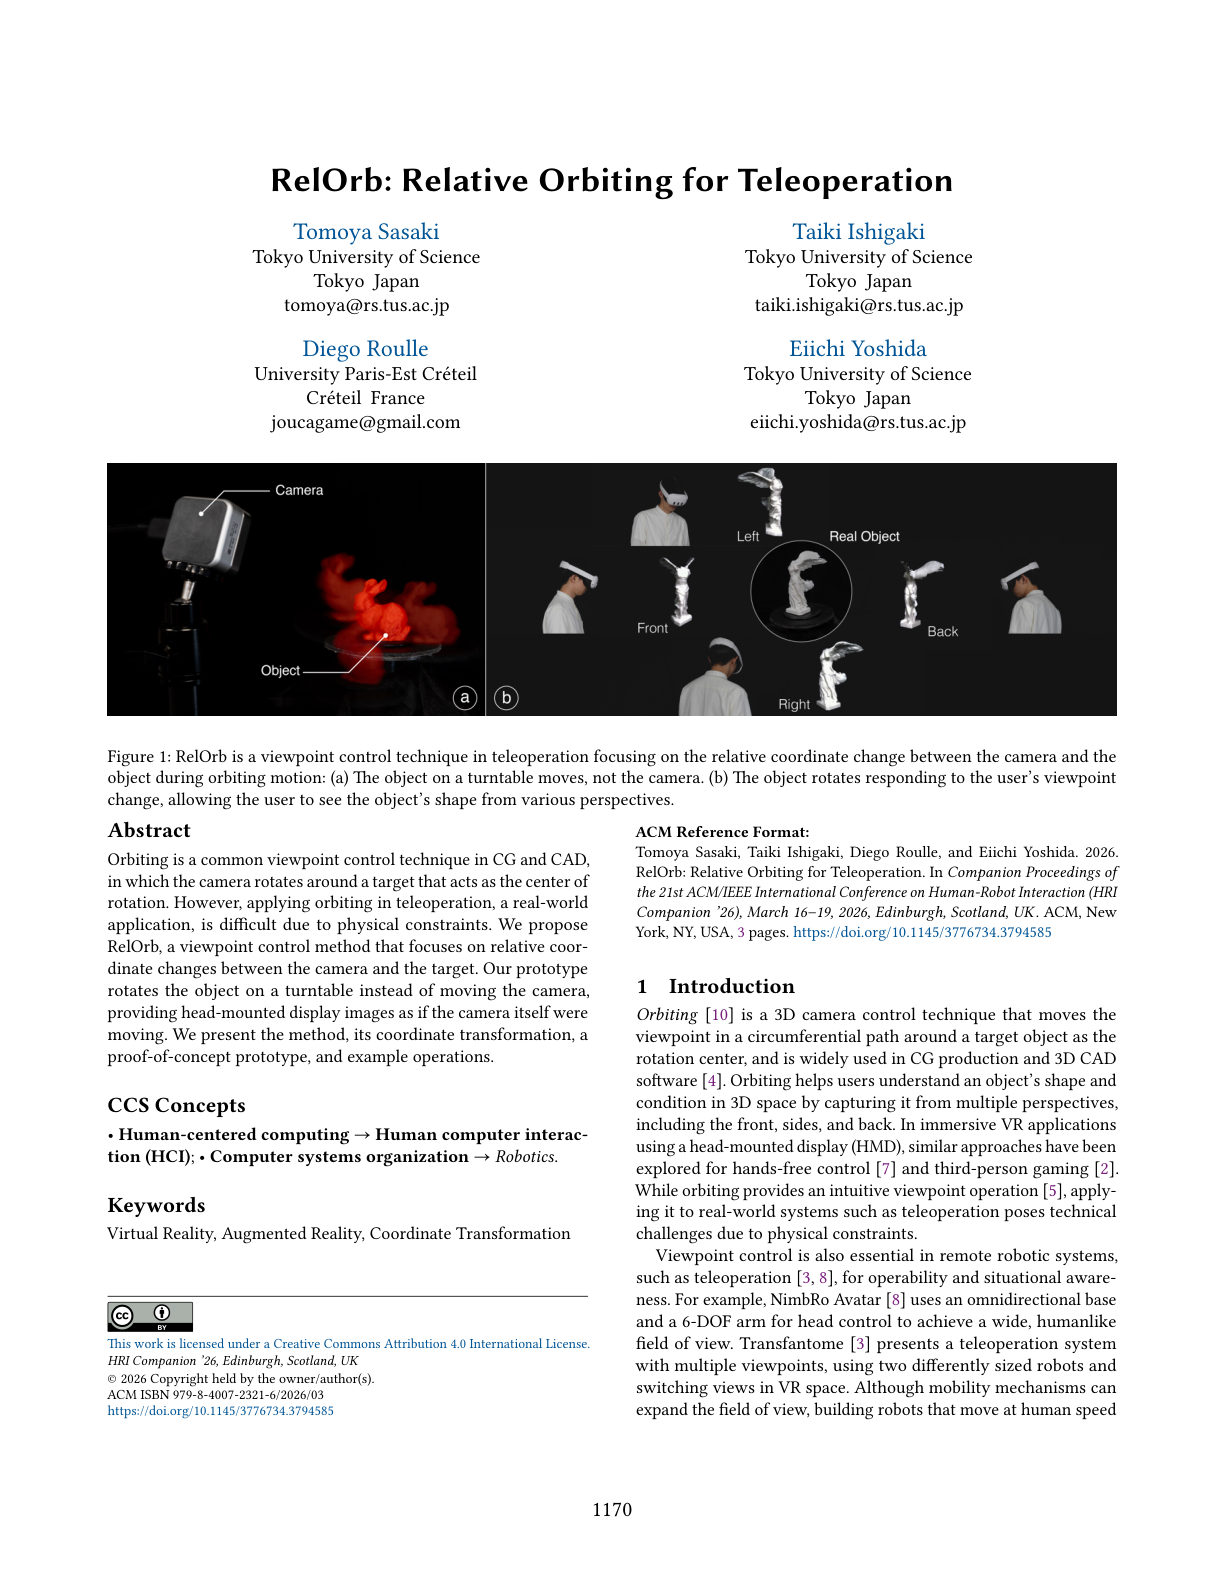 RelOrb: Relative Orbiting for Teleoperation
Tomoya Sasaki
Tokyo University of Science
Tokyo Japan
tomoya@rs.tus.ac.jp
Taiki Ishigaki
Tokyo University of Science
Tokyo Japan
taiki.ishigaki@rs.tus.ac.jp
Diego Roulle
University Paris-Est Créteil
Créteil France
joucagame@gmail.com
Eiichi Yoshida
Tokyo University of Science
Tokyo Japan
eiichi.yoshida@rs.tus.ac.jp
Camera
Object
a
b
Left
Real Object
Front
Back
Right
Figure 1: RelOrb is a viewpoint control technique in teleoperation focusing on the relative coordinate change between the camera and the
object during orbiting motion: (a) The object on a turntable moves, not the camera. (b) The object rotates responding to the user's viewpoint
change, allowing the user to see the object's shape from various perspectives.
Abstract
Orbiting is a common viewpoint control technique in CG and CAD,
in which the camera rotates around a target that acts as the center of
rotation. However, applying orbiting in teleoperation, a real-world
application, is difficult due to physical constraints. We propose
RelOrb, a viewpoint control method that focuses on relative coor-
dinate changes between the camera and the target. Our prototype
rotates the object on a turntable instead of moving the camera,
providing head-mounted display images as if the camera itself were
moving. We present the method, its coordinate transformation, a
proof-of-concept prototype, and example operations.
CCS Concepts
• Human-centered computing → Human computer interac-
tion (HCI); • Computer systems organization → Robotics.
Keywords
Virtual Reality, Augmented Reality, Coordinate Transformation
cc
BY
This work is licensed under a Creative Commons Attribution 4.0 International License.
HRI Companion '26, Edinburgh, Scotland, UK
© 2026 Copyright held by the owner/author(s).
ACM ISBN 979-8-4007-2321-6/2026/03
https://doi.org/10.1145/3776734.3794585
ACM Reference Format:
Tomoya Sasaki, Taiki Ishigaki, Diego Roulle, and Eiichi Yoshida. 2026.
RelOrb: Relative Orbiting for Teleoperation. In Companion Proceedings of
the 21st ACM/IEEE International Conference on Human-Robot Interaction (HRI
Companion '26), March 16–19, 2026, Edinburgh, Scotland, UK. ACM, New
York, NY, USA, 3 pages. https://doi.org/10.1145/3776734.3794585
1 Introduction
Orbiting [10] is a 3D camera control technique that moves the
viewpoint in a circumferential path around a target object as the
rotation center, and is widely used in CG production and 3D CAD
software [4]. Orbiting helps users understand an object's shape and
condition in 3D space by capturing it from multiple perspectives,
including the front, sides, and back. In immersive VR applications
using a head-mounted display (HMD), similar approaches have been
explored for hands-free control [7] and third-person gaming [2].
While orbiting provides an intuitive viewpoint operation [5], apply-
ing it to real-world systems such as teleoperation poses technical
challenges due to physical constraints.
Viewpoint control is also essential in remote robotic systems,
such as teleoperation [3, 8], for operability and situational aware-
ness. For example, NimbRo Avatar [8] uses an omnidirectional base
and a 6-DOF arm for head control to achieve a wide, humanlike
field of view. Transfantome [3] presents a teleoperation system
with multiple viewpoints, using two differently sized robots and
switching views in VR space. Although mobility mechanisms can
expand the field of view, building robots that move at human speed
1170